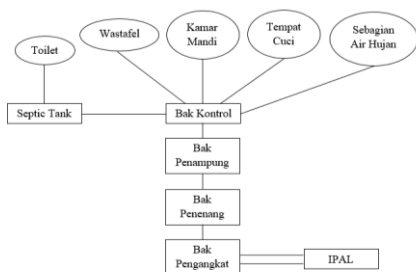 Toilet
Wastafel
Kamar
Mandi
Tempat
Cuci
Sebagian
Air Hujan
Septic Tank
Bak Kontrol
Bak
Penampung
Bak
Penenang
Bak
Pengangkat
IPAL